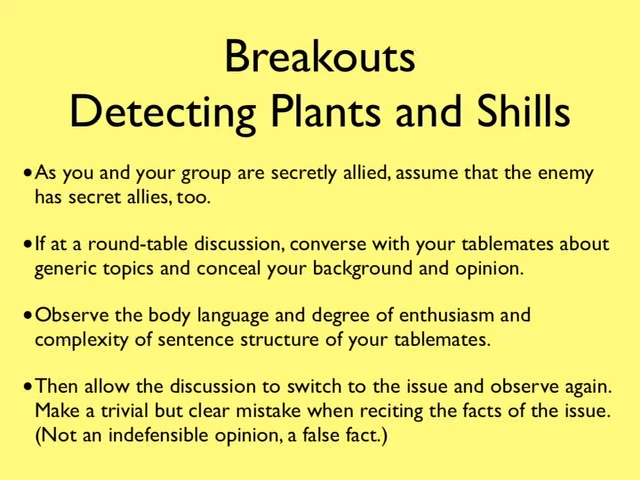 Breakouts
Detecting Plants and Shills
•As you and your group are secretly allied, assume that the enemy
has secret allies, too.
•If at a round-table discussion, converse with your tablemates about
generic topics and conceal your background and opinion.
•Observe the body language and degree of enthusiasm and
complexity of sentence structure of your tablemates.
•Then allow the discussion to switch to the issue and observe again.
Make a trivial but clear mistake when reciting the facts of the issue.
(Not an indefensible opinion, a false fact.)